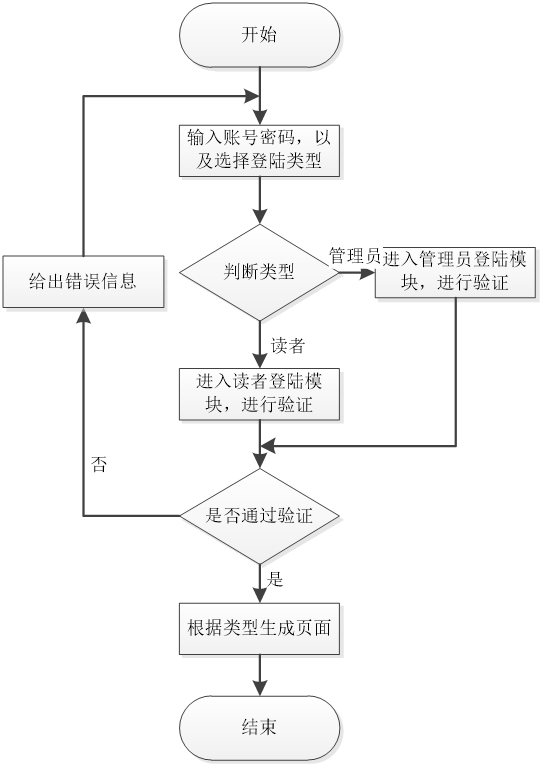 开始
输入账号密码，以
及选择登陆类型
判断类型
管理员
进入管理员登陆模
块，进行验证
给出错误信息
读者
进入读者登陆模
块，进行验证
否
是否通过验证
是
根据类型生成页面
结束